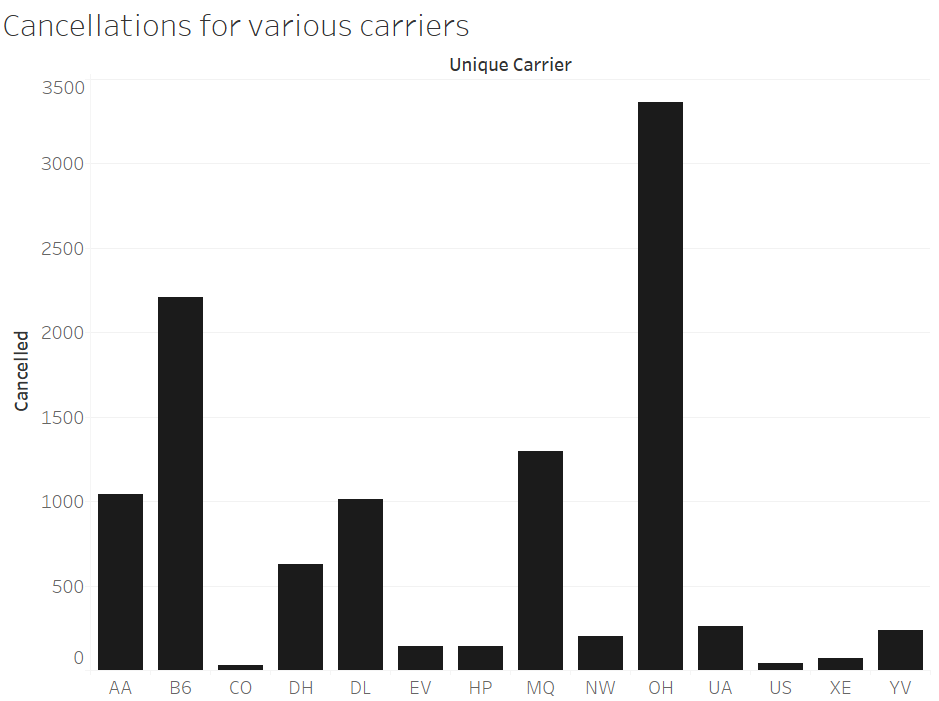 Cancellations for various carriers
Unique Carrier
3500
3000
2500
2000
1500
1000
500
0
Cancelled
AA B6 CO DH DL EV HP MQ NW OH UA US XE YV